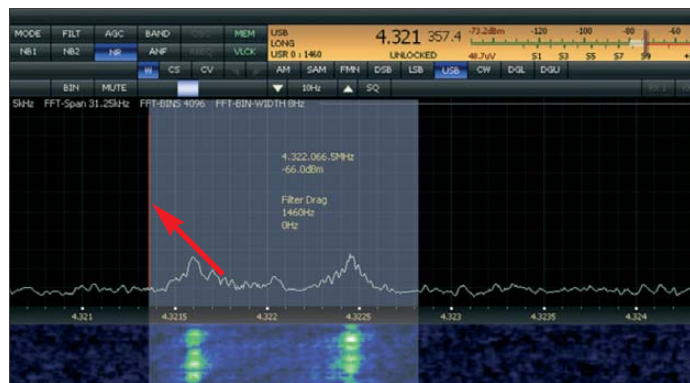 MODE FILT AGC BAND MEM USB 4.321 357.4 -73.2dBm -120 -100 -80 -60
LONG
NB1 NB2 NR ANF VLCK USR 0 : 1460 UNLOCKED 48.7uV S1 S3 S5 S7 S9
W CS CV AM SAM FMN DSB LSB USB CW DGL DGU
BIN MUTE 10Hz SQ
5kHz FFT-Span 31.25kHz FFT-BINS 4096 FFT-BIN-WIDTH 8Hz
4.322.066.5MHz
-66.0dBm
Filter Drag
1460Hz
0Hz
4.321 4.3215 4.322 4.3225 4.323 4.3235 4.324